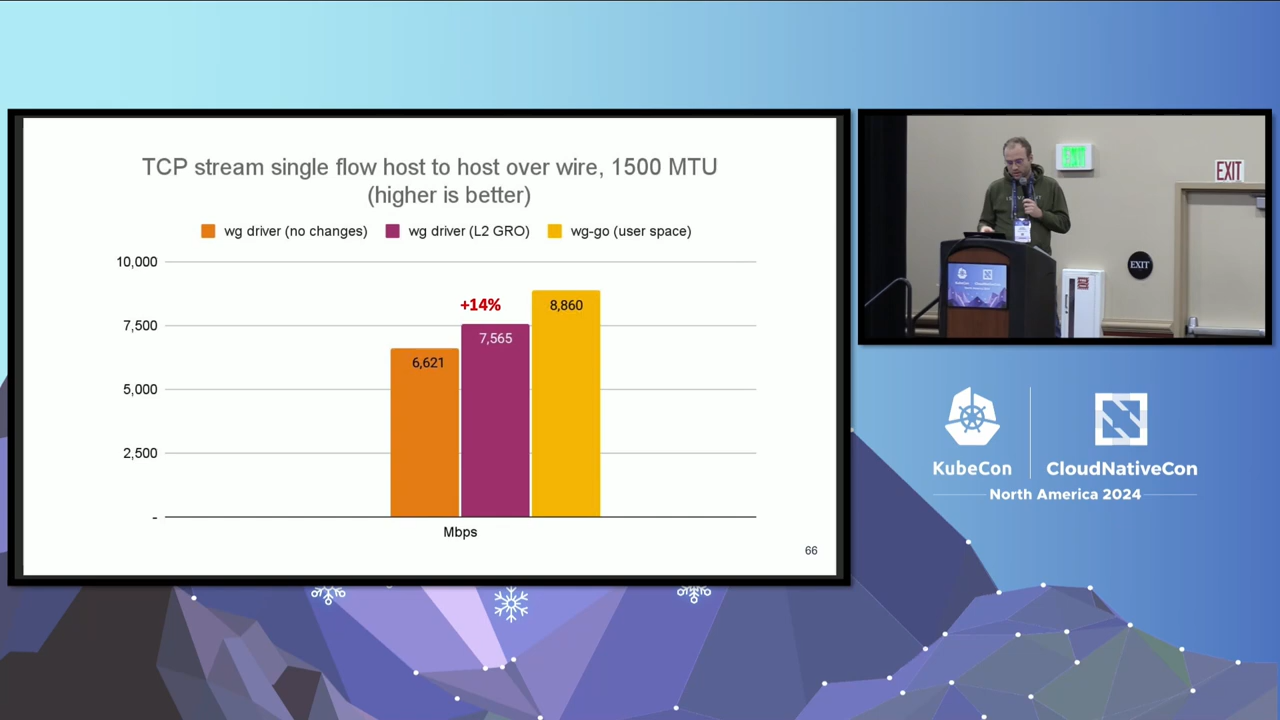 TCP stream single flow host to host over wire, 1500 MTU
(higher is better)
wg driver (no changes) wg driver (L2 GRO) wg-go (user space)
10,000
7,500
5,000
2,500
-
+14%
6,621
7,565
8,860
Mbps
66
EXIT
EXIT
EXIT
KubeCon CloudNativeCon
North America 2024